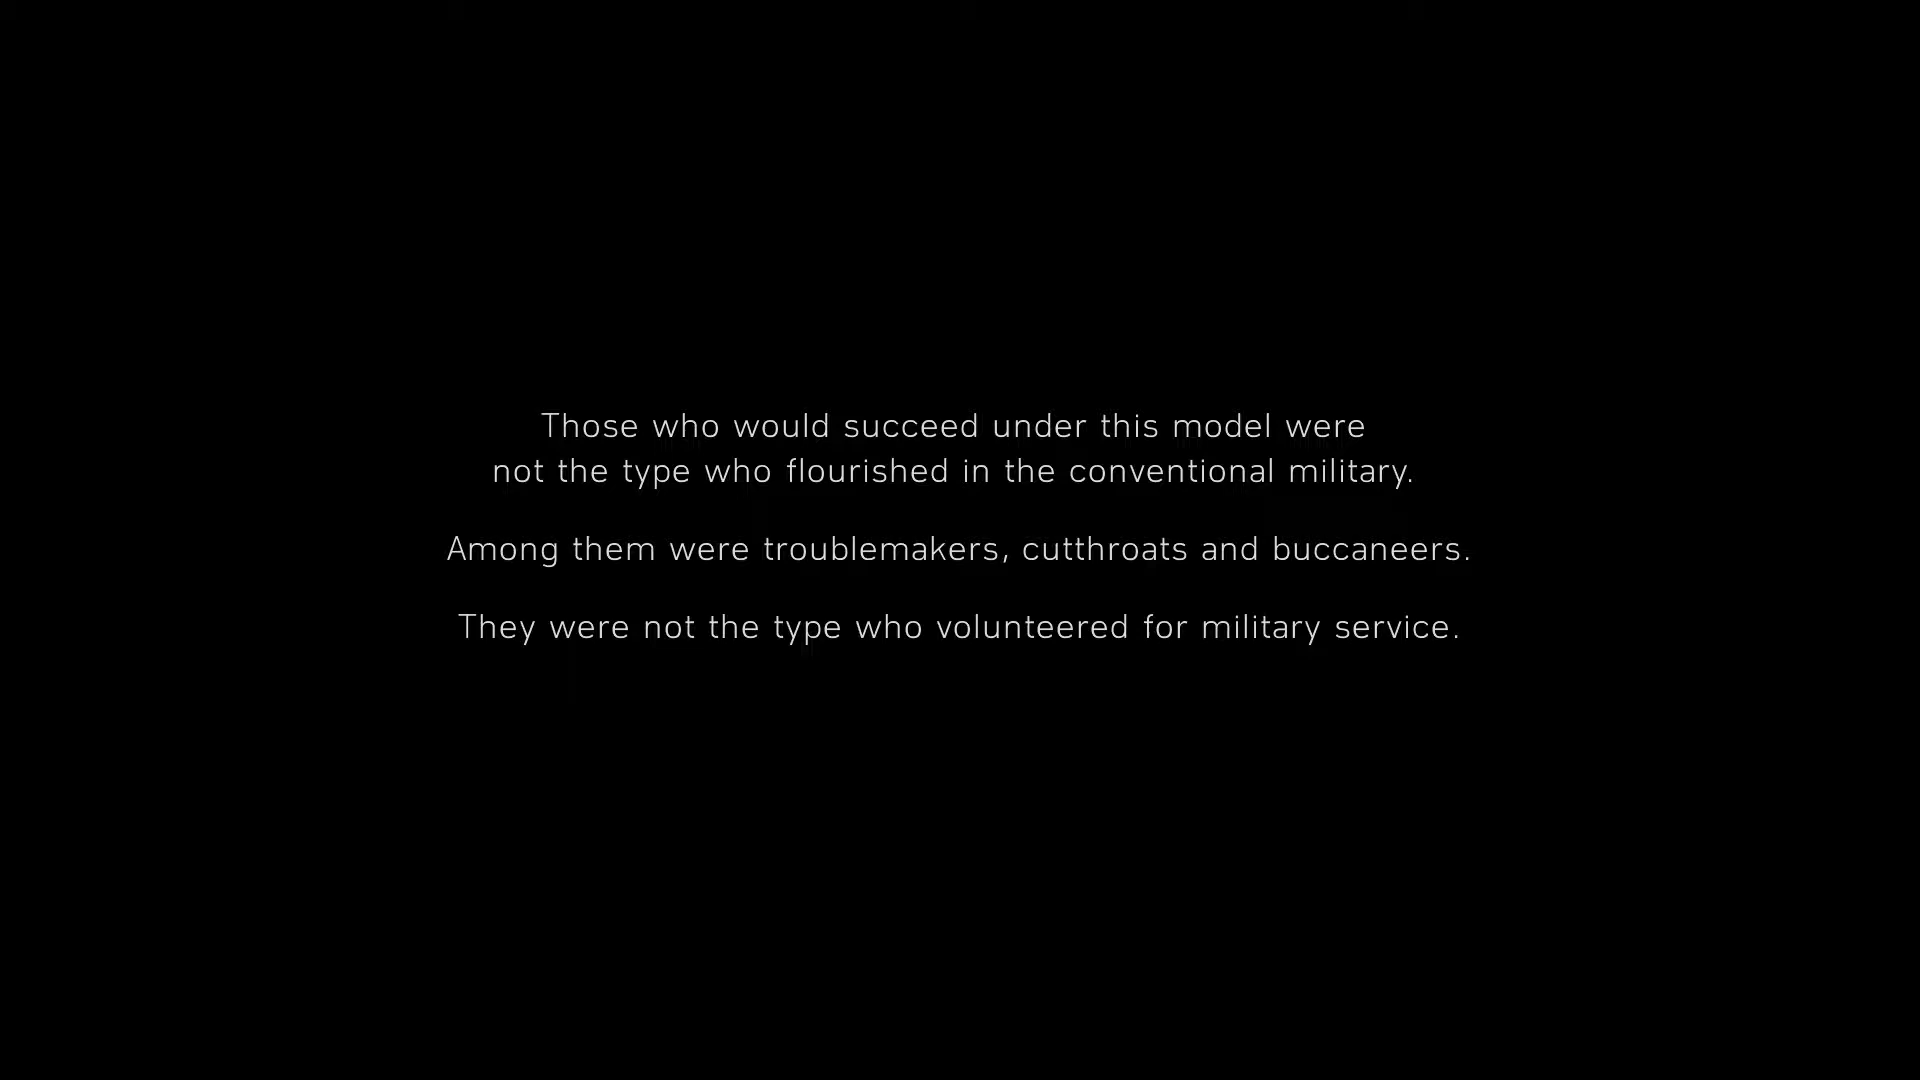 Those who would succeed under this model were
not the type who flourished in the conventional military.
Among them were troublemakers, cutthroats and buccaneers.
They were not the type who volunteered for military service.